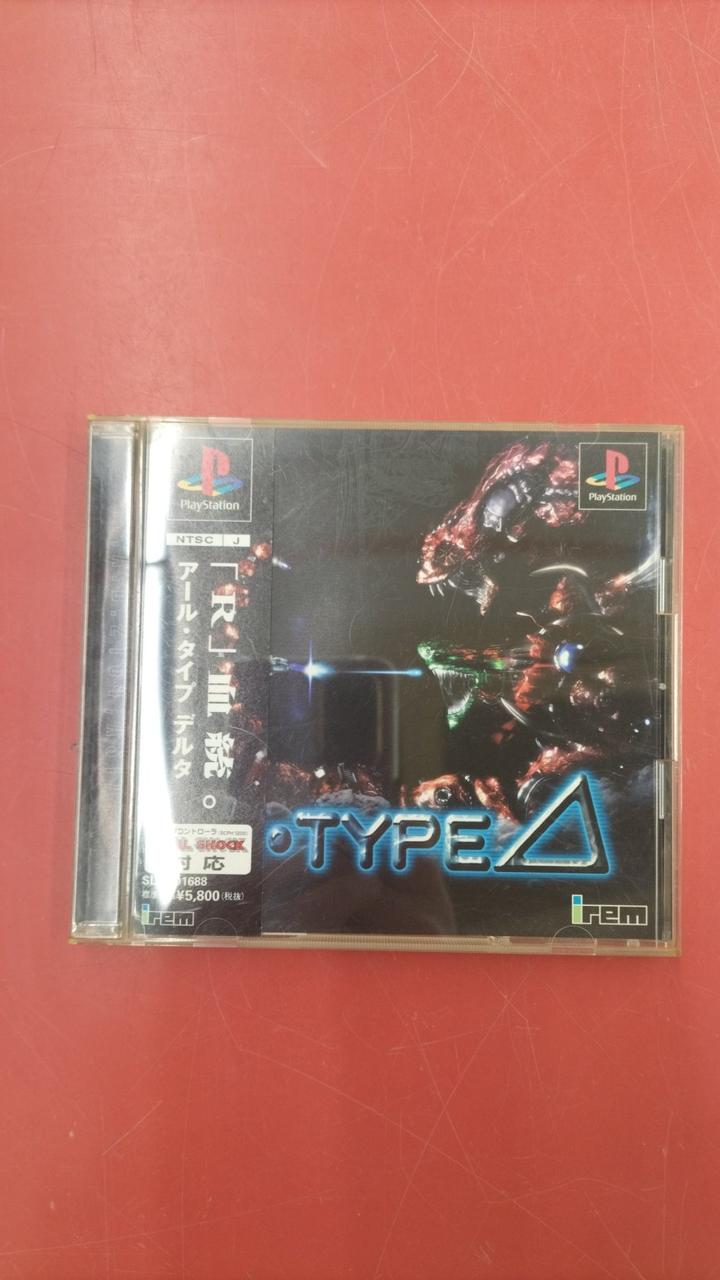 PlayStation
NTSC J
「R」血統。
アール・タイプ デルタ
対応
¥5,800(税抜)
irem
PlayStation
・TYPE Δ
irem